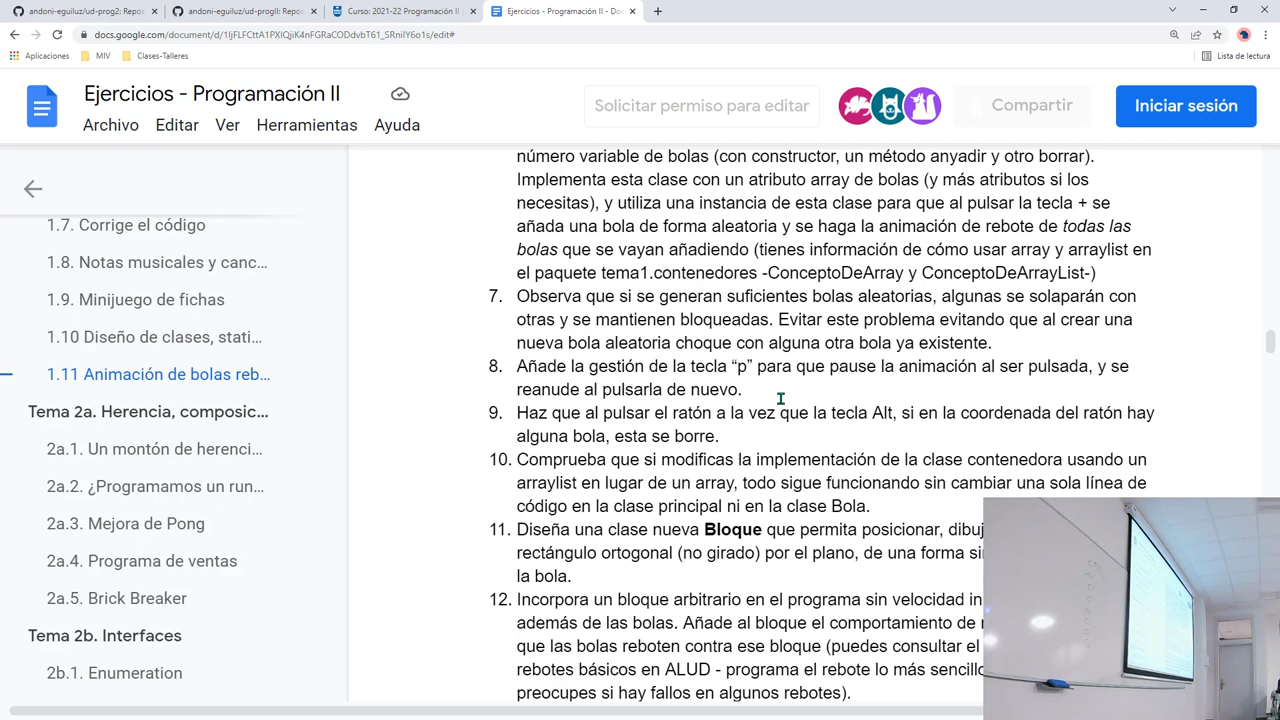 andoni-eguiluz/ud-prog2: Repo
andoni-eguiluz/ud-progII: Repo
Curso: 2021-22 Programación II
Ejercicios - Programación II - Do
docs.google.com/document/d/
/edit#
Aplicaciones
MIV
Clases-Talleres
Lista de lectura
Ejercicios - Programación II
Solicitar permiso para editar
Compartir
Iniciar sesión
Archivo Editar Ver Herramientas Ayuda
1.7. Corrige el código
1.8. Notas musicales y canc...
1.9. Minijuego de fichas
1.10 Diseño de clases, stati...
1.11 Animación de bolas reb...
Tema 2a. Herencia, composic...
2a.1. Un montón de herenci...
2a.2. ¿Programamos un run...
2a.3. Mejora de Pong
2a.4. Programa de ventas
2a.5. Brick Breaker
Tema 2b. Interfaces
2b.1. Enumeration
número variable de bolas (con constructor, un método anyadir y otro borrar).
Implementa esta clase con un atributo array de bolas (y más atributos si los
necesitas), y utiliza una instancia de esta clase para que al pulsar la tecla + se
añada una bola de forma aleatoria y se haga la animación de rebote de todas las
bolas que se vayan añadiendo (tienes información de cómo usar array y arraylist en
el paquete tema1.contenedores -ConceptoDeArray y ConceptoDeArrayList-)
7. Observa que si se generan suficientes bolas aleatorias, algunas se solaparán con
otras y se mantienen bloqueadas. Evitar este problema evitando que al crear una
nueva bola aleatoria choque con alguna otra bola ya existente.
8. Añade la gestión de la tecla “p” para que pause la animación al ser pulsada, y se
reanude al pulsarla de nuevo.
9. Haz que al pulsar el ratón a la vez que la tecla Alt, si en la coordenada del ratón hay
alguna bola, esta se borre.
10. Comprueba que si modificas la implementación de la clase contenedora usando un
arraylist en lugar de un array, todo sigue funcionando sin cambiar una sola línea de
código en la clase principal ni en la clase Bola.
11. Diseña una clase nueva Bloque que permita posicionar, dibuj
rectángulo ortogonal (no girado) por el plano, de una forma sin
la bola.
12. Incorpora un bloque arbitrario en el programa sin velocidad in
además de las bolas. Añade al bloque el comportamiento de
que las bolas reboten contra ese bloque (puedes consultar el
rebotes básicos en ALUD - programa el rebote lo más sencillo
preocupes si hay fallos en algunos rebotes).